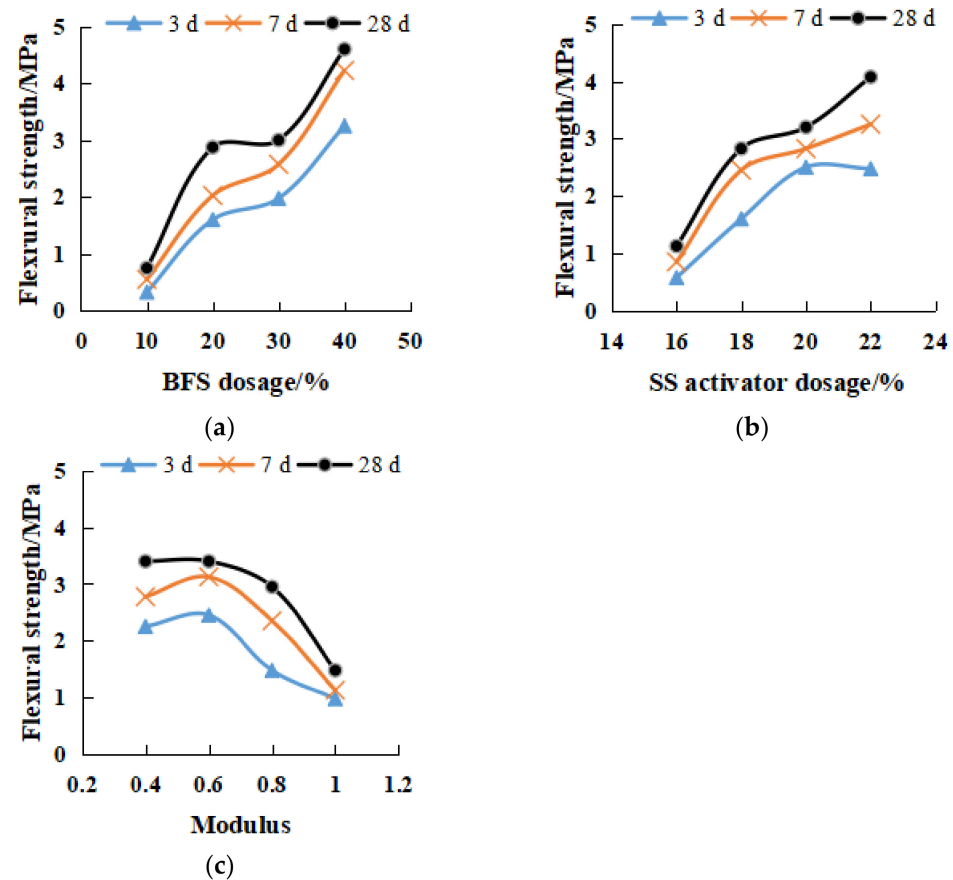 3 d 7 d 28 d
Flexrural strength/MPa
5
4
3
2
1
0
0 10 20 30 40 50
BFS dosage/%
(a)
3 d 7 d 28 d
Flexural strength/MPa
5
4
3
2
1
0
14 16 18 20 22 24
SS activator dosage/%
(b)
3 d 7 d 28 d
Flexural strength/MPa
5
4
3
2
1
0
0.2 0.4 0.6 0.8 1 1.2
Modulus
(c)